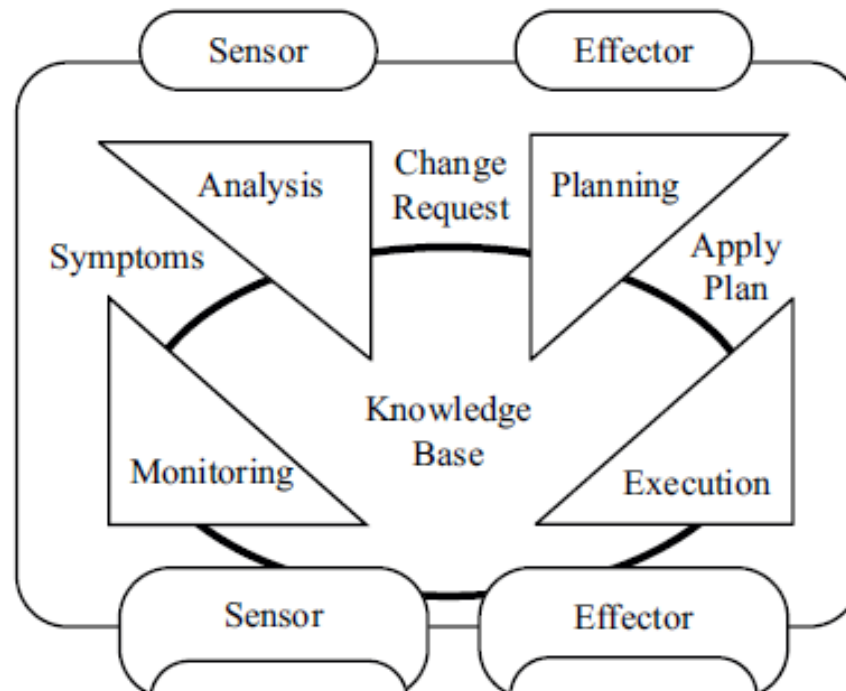 Sensor
Effector
Analysis
Change
Request
Planning
Symptoms
Apply
Plan
Knowledge
Base
Monitoring
Execution
Sensor
Effector